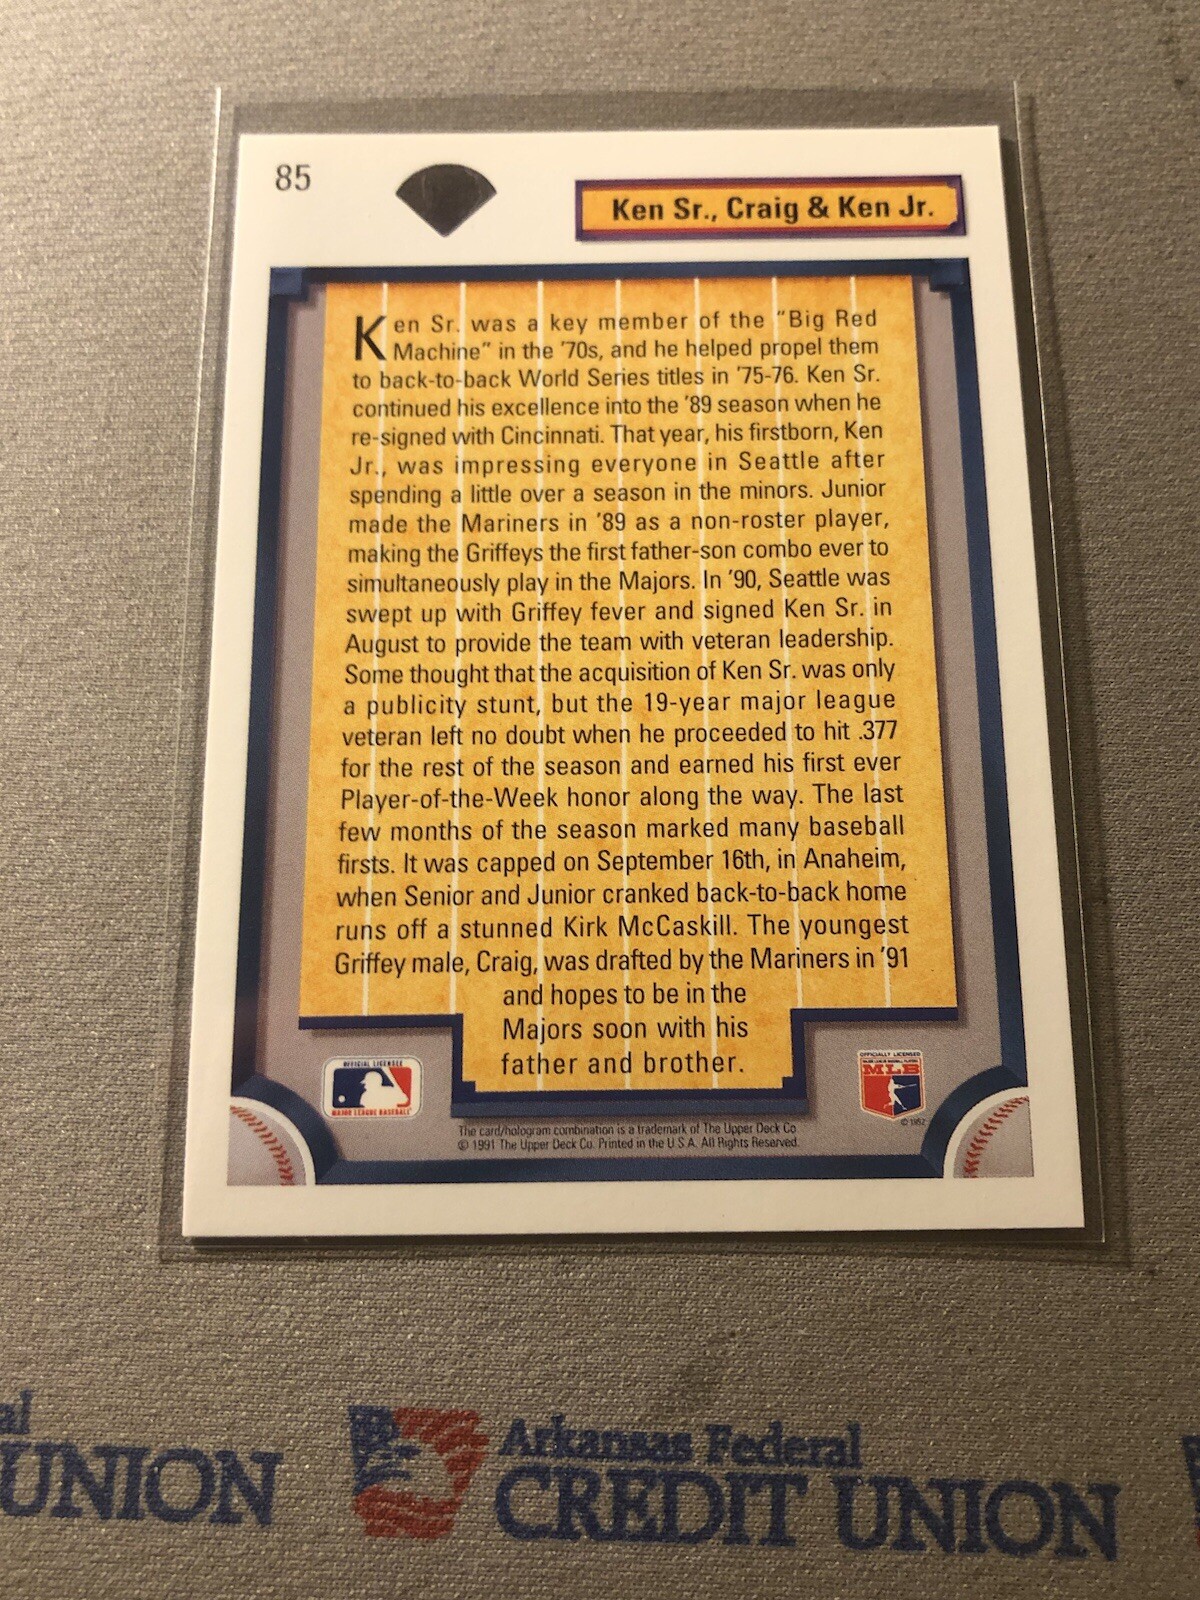 85
Ken Sr., Craig & Ken Jr.
Ken Sr. was a key member of the "Big Red
Machine" in the '70s, and he helped propel them
to back-to-back World Series titles in '75-76. Ken Sr.
continued his excellence into the '89 season when he
re-signed with Cincinnati. That year, his firstborn, Ken
Jr., was impressing everyone in Seattle after
spending a little over a season in the minors. Junior
made the Mariners in '89 as a non-roster player,
making the Griffeys the first father-son combo ever to
simultaneously play in the Majors. In '90, Seattle was
swept up with Griffey fever and signed Ken Sr. in
August to provide the team with veteran leadership.
Some thought that the acquisition of Ken Sr. was only
a publicity stunt, but the 19-year major league
veteran left no doubt when he proceeded to hit .377
for the rest of the season and earned his first ever
Player-of-the-Week honor along the way. The last
few months of the season marked many baseball
firsts. It was capped on September 16th, in Anaheim,
when Senior and Junior cranked back-to-back home
runs off a stunned Kirk McCaskill. The youngest
Griffey male, Craig, was drafted by the Mariners in '91
and hopes to be in the
Majors soon with his
father and brother.
OFFICIAL LICENSEE
MAJOR LEAGUE BASEBALL
OFFICIALLY LICENSED
MAJOR LEAGUE BASEBALL PLAYERS
MLB
The card/hologram combination is a trademark of The Upper Deck Co
© 1991 The Upper Deck Co. Printed in the U.S.A. All Rights Reserved.
al
UNION
Arkansas Federal
CREDIT UNION